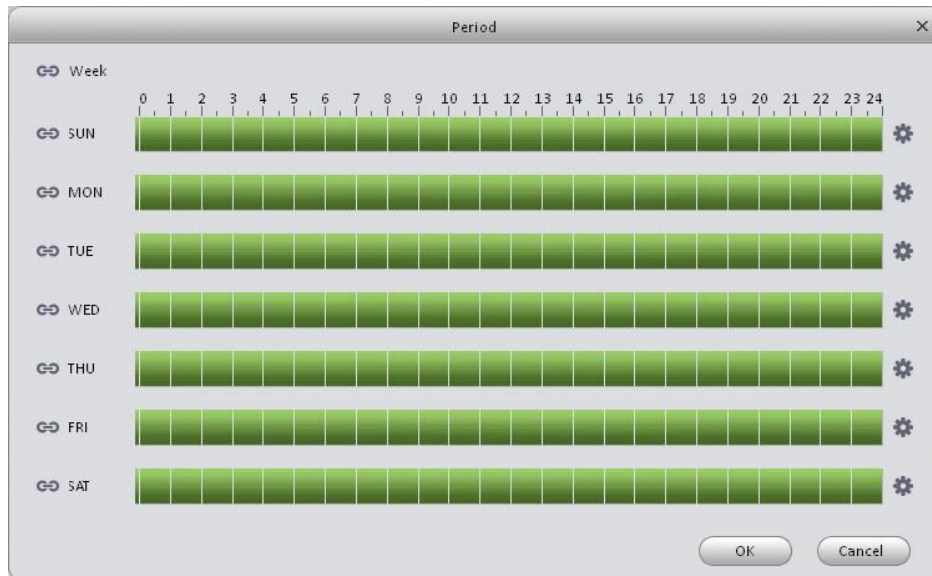 Period
Week
0 1 2 3 4 5 6 7 8 9 10 11 12 13 14 15 16 17 18 19 20 21 22 23 24
SUN
MON
TUE
WED
THU
FRI
SAT
OK Cancel